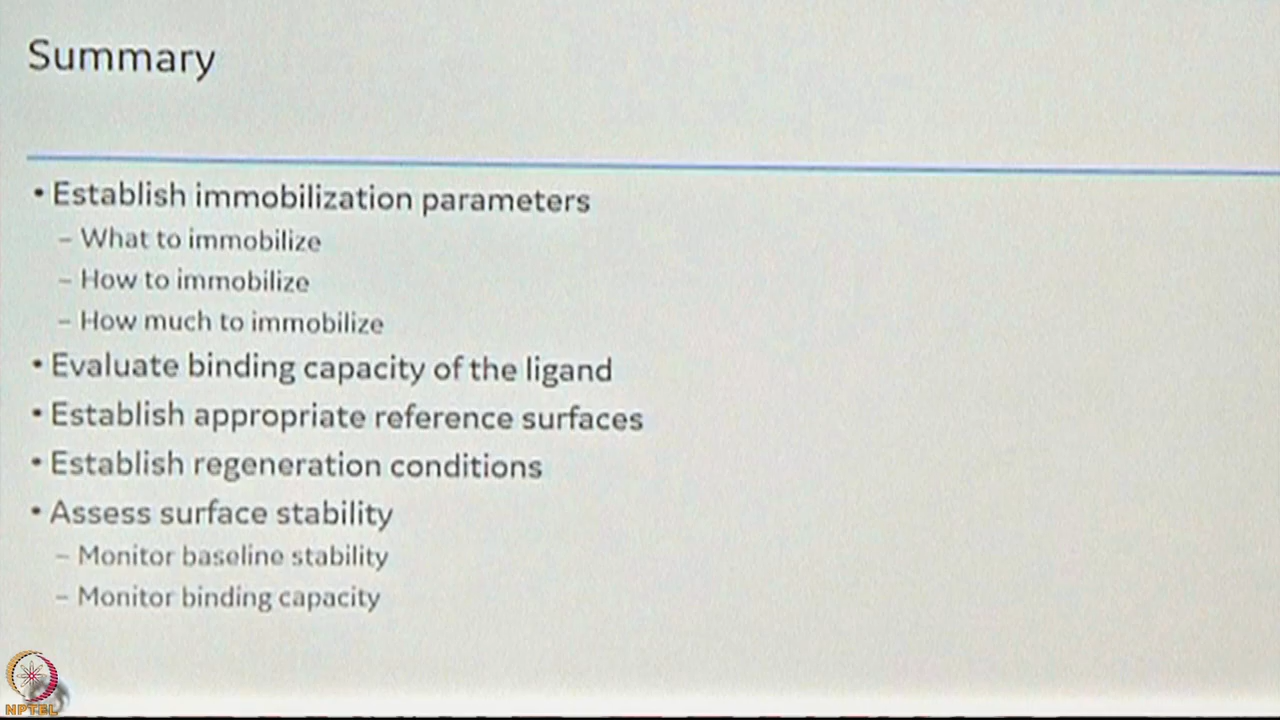 Summary
• Establish immobilization parameters
– What to immobilize
– How to immobilize
– How much to immobilize
• Evaluate binding capacity of the ligand
• Establish appropriate reference surfaces
• Establish regeneration conditions
• Assess surface stability
– Monitor baseline stability
– Monitor binding capacity
NPTEL